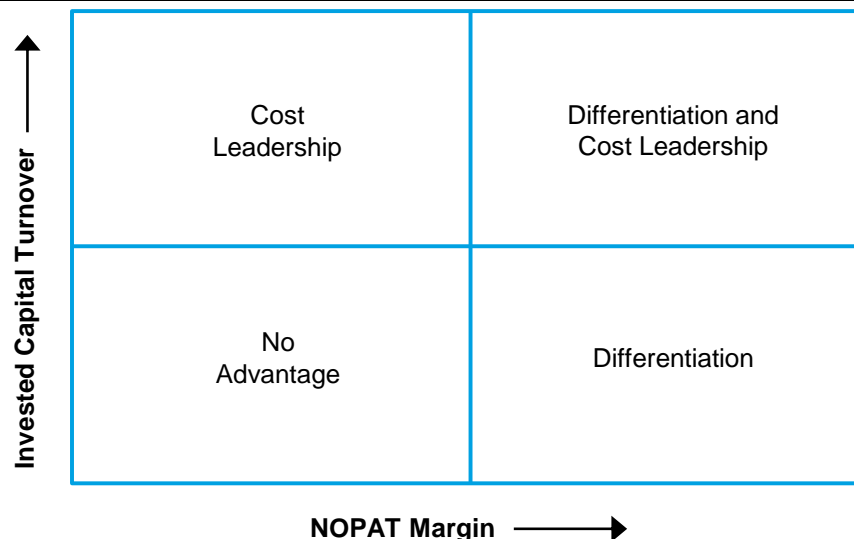 Cost
Leadership
Differentiation and
Cost Leadership
Invested Capital Turnover
No
Advantage
Differentiation
NOPAT Margin